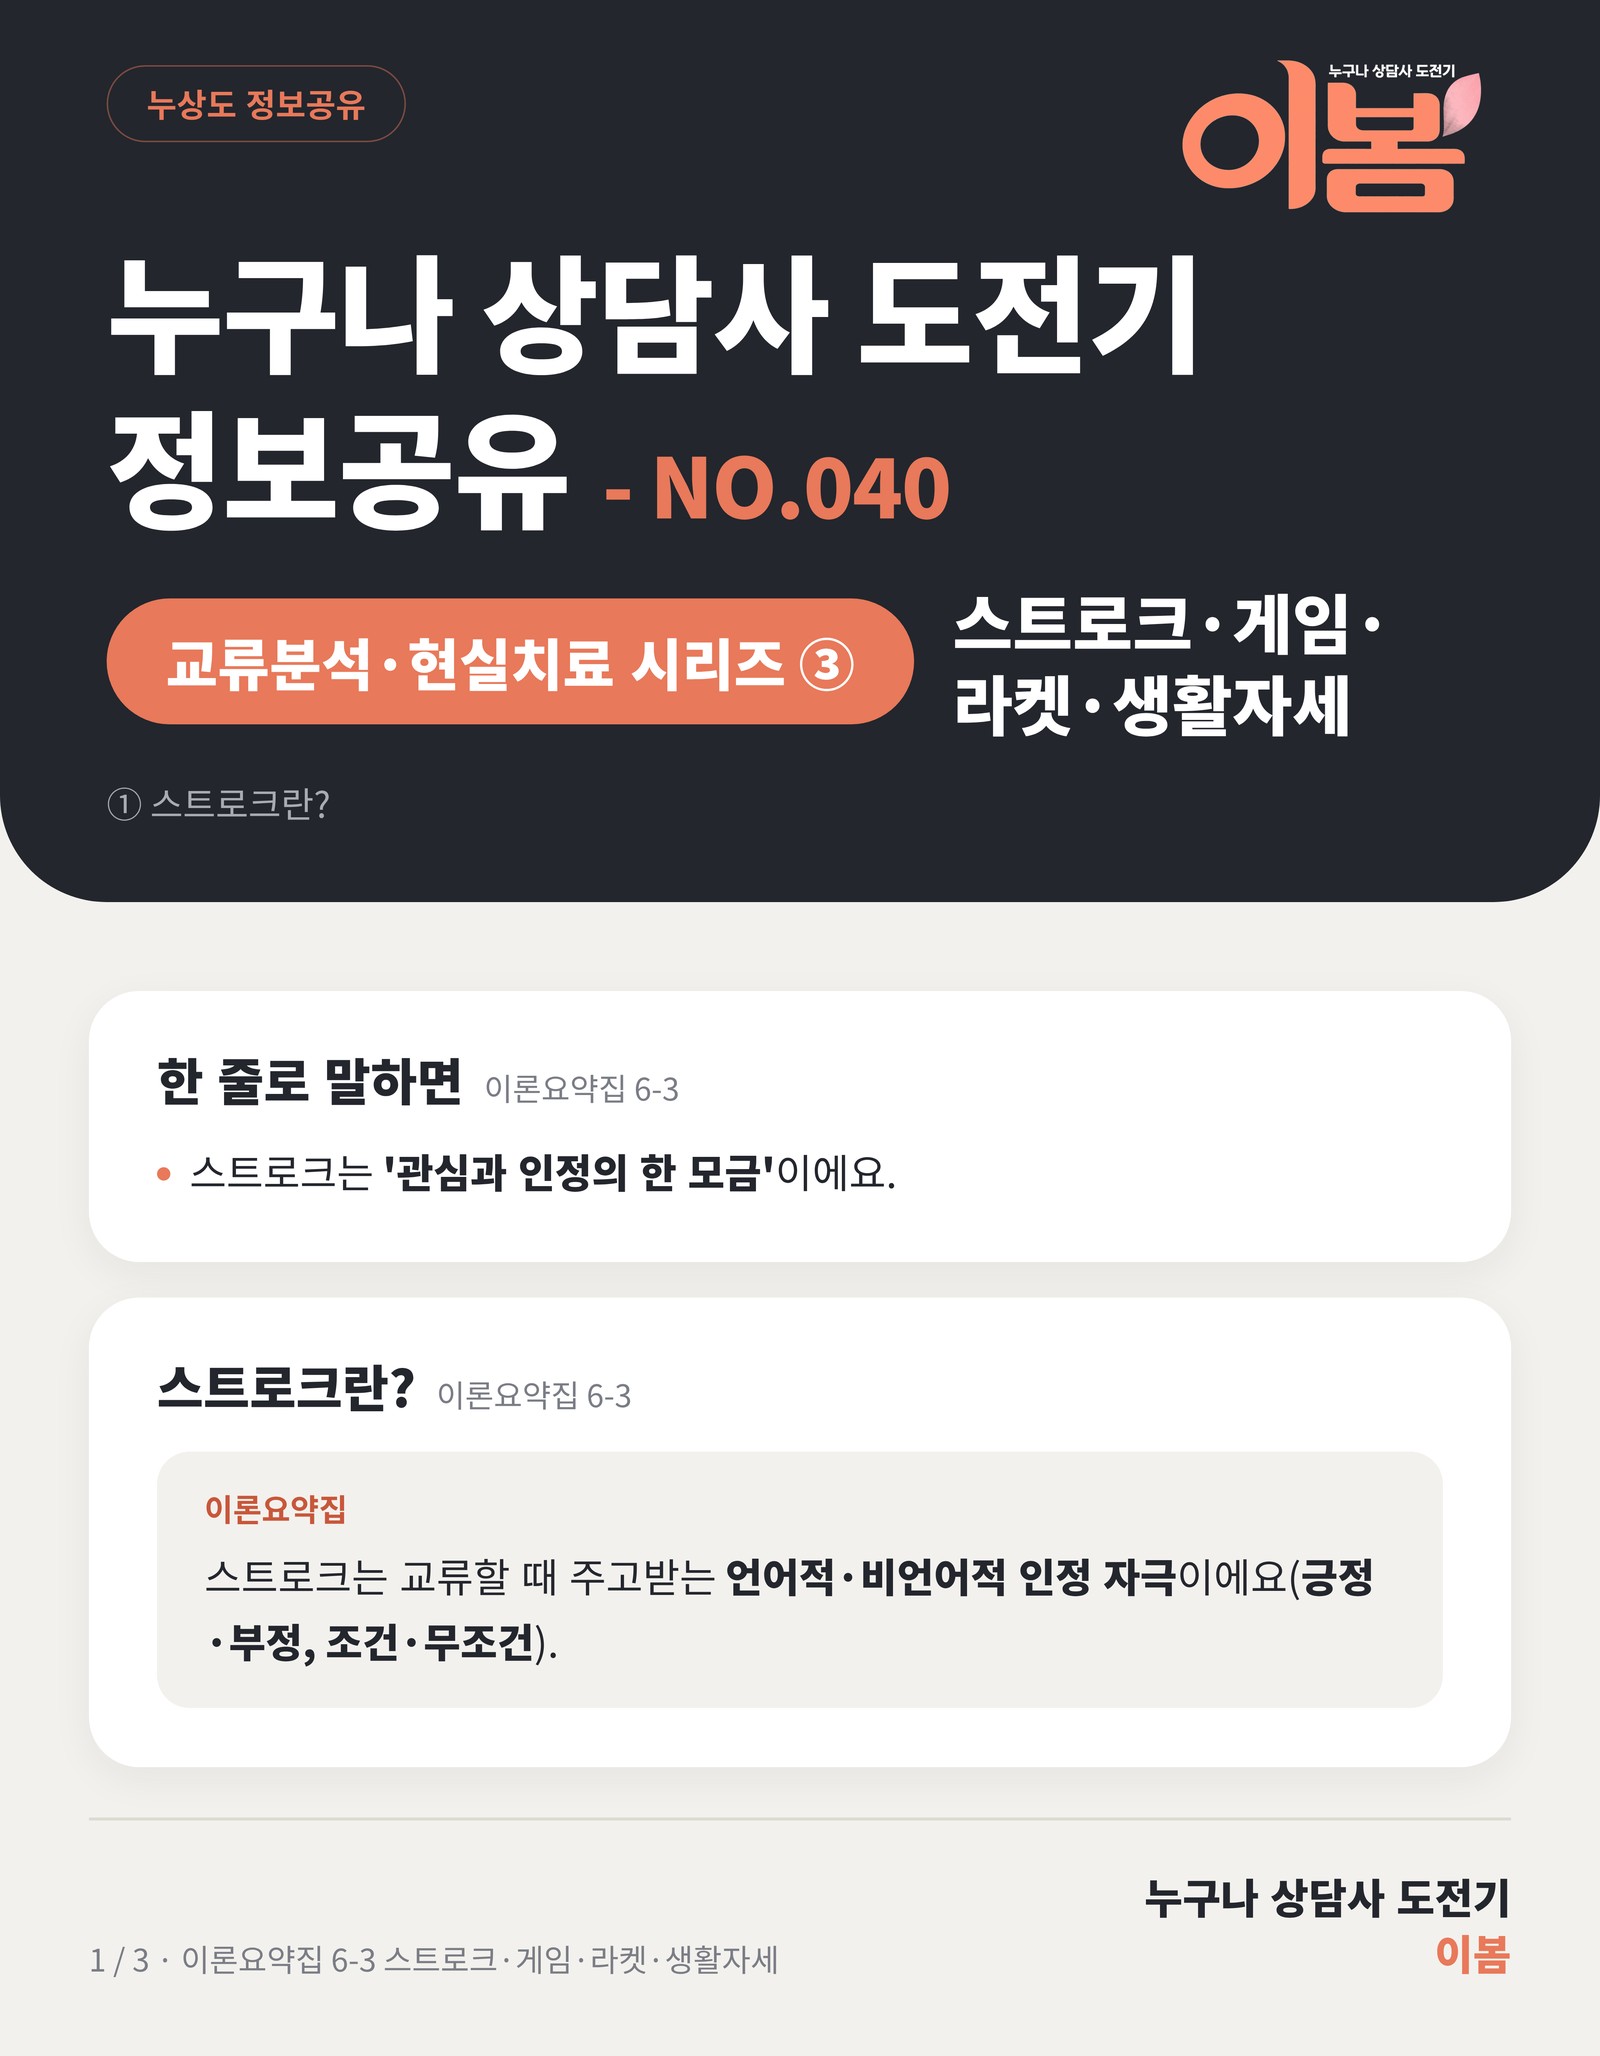 누상도 정보공유
누구나 상담사 도전기
이봄
누구나 상담사 도전기
정보공유 - NO.040
교류분석·현실치료 시리즈 ③
스트로크·게임·
라켓·생활자세
① 스트로크란?
한 줄로 말하면 이론요약집 6-3
• 스트로크는 '관심과 인정의 한 모금'이에요.
스트로크란? 이론요약집 6-3
이론요약집
스트로크는 교류할 때 주고받는 언어적·비언어적 인정 자극이에요(긍정
·부정, 조건·무조건).
누구나 상담사 도전기
1 / 3 · 이론요약집 6-3 스트로크·게임·라켓·생활자세
이봄